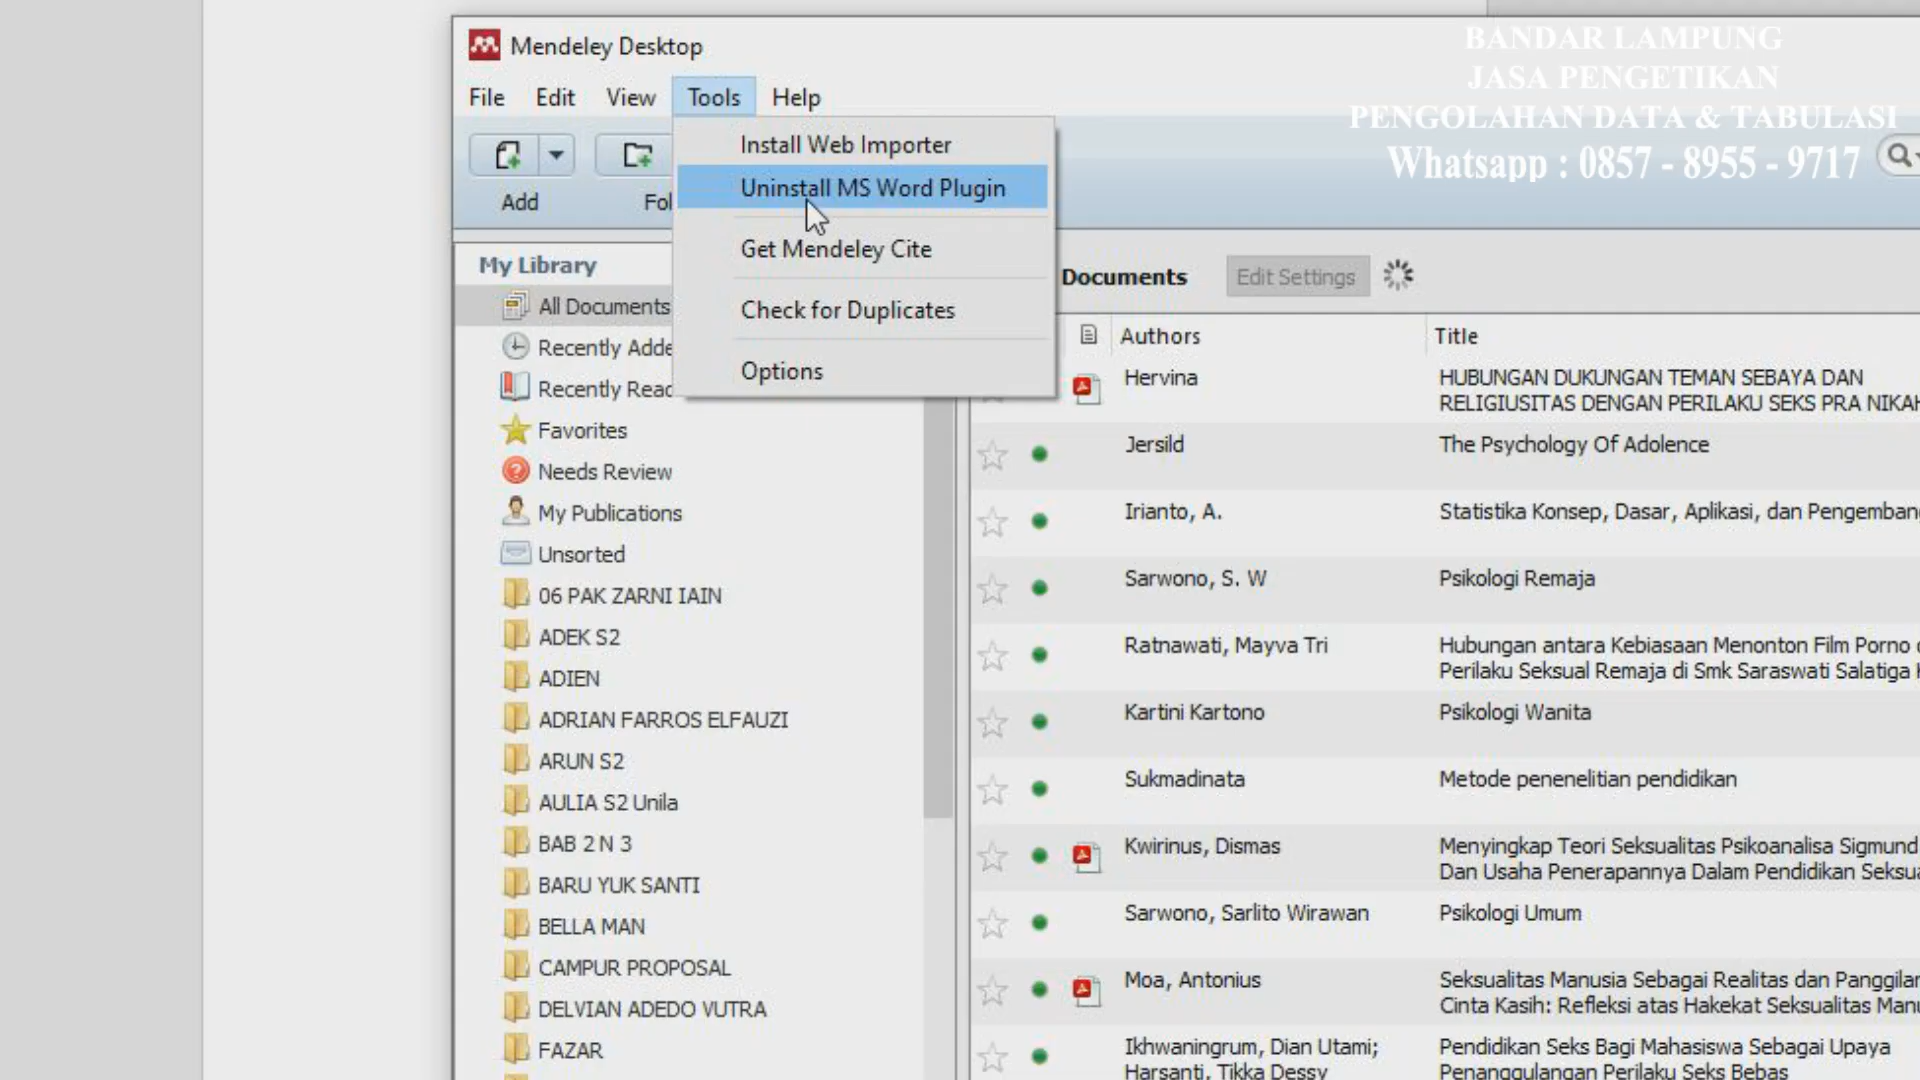 BANDAR LAMPUNG
JASA PENGETIKAN
PENGOLAHAN DATA & TABULASI
Whatsapp : 0857 - 8955 - 9717
Mendeley Desktop
File Edit View Tools Help
Install Web Importer
Uninstall MS Word Plugin
Get Mendeley Cite
Check for Duplicates
Options
Add Fol
My Library
All Documents
Recently Adde
Recently Read
Favorites
Needs Review
My Publications
Unsorted
06 PAK ZARNI IAIN
ADEK S2
ADIEN
ADRIAN FARROS ELFAUZI
ARUN S2
AULIA S2 Unila
BAB 2 N 3
BARU YUK SANTI
BELLA MAN
CAMPUR PROPOSAL
DELVIAN ADEDO VUTRA
FAZAR
Documents Edit Settings
Authors Title
Hervina HUBUNGAN DUKUNGAN TEMAN SEBAYA DAN
RELIGIUSITAS DENGAN PERILAKU SEKS PRA NIKAH
Jersild The Psychology Of Adolence
Irianto, A. Statistika Konsep, Dasar, Aplikasi, dan Pengembang
Sarwono, S. W Psikologi Remaja
Ratnawati, Mayva Tri Hubungan antara Kebiasaan Menonton Film Porno
Perilaku Seksual Remaja di Smk Saraswati Salatiga
Kartini Kartono Psikologi Wanita
Sukmadinata Metode penenelitian pendidikan
Kwirinus, Dismas Menyingkap Teori Seksualitas Psikoanalisa Sigmund
Dan Usaha Penerapannya Dalam Pendidikan Seksua
Sarwono, Sarlito Wirawan Psikologi Umum
Moa, Antonius Seksualitas Manusia Sebagai Realitas dan Panggilan
Cinta Kasih: Refleksi atas Hakekat Seksualitas Manu
Ikhwaningrum, Dian Utami; Pendidikan Seks Bagi Mahasiswa Sebagai Upaya
Harsanti, Tikka Dessy Penanggulangan Perilaku Seks Bebas